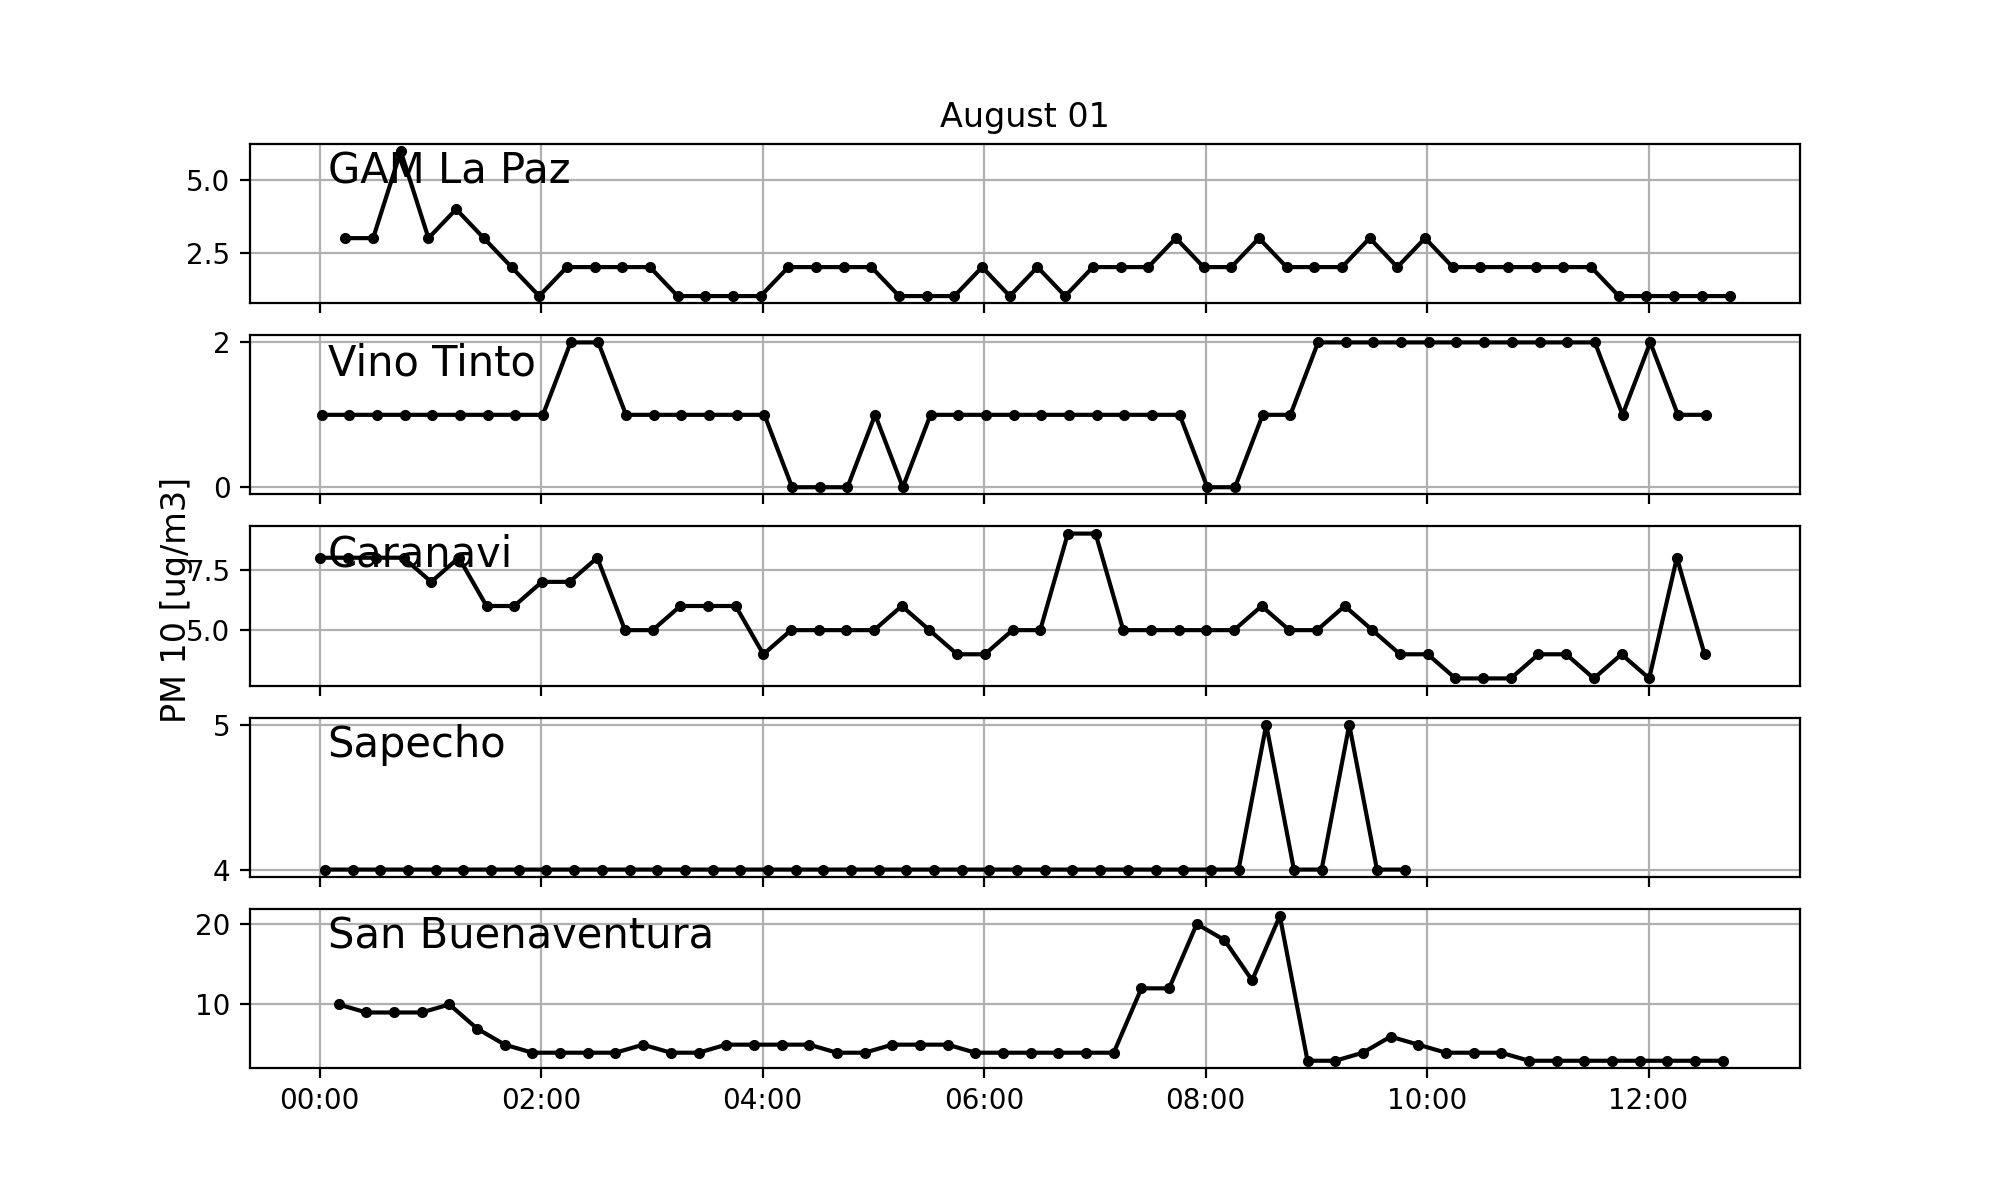 August 01
GAM La Paz
5.0
2.5
Vino Tinto
2
0
PM 10 [ug/m3]
Caranavi
7.5
5.0
Sapecho
5
4
San Buenaventura
20
10
00:00 02:00 04:00 06:00 08:00 10:00 12:00